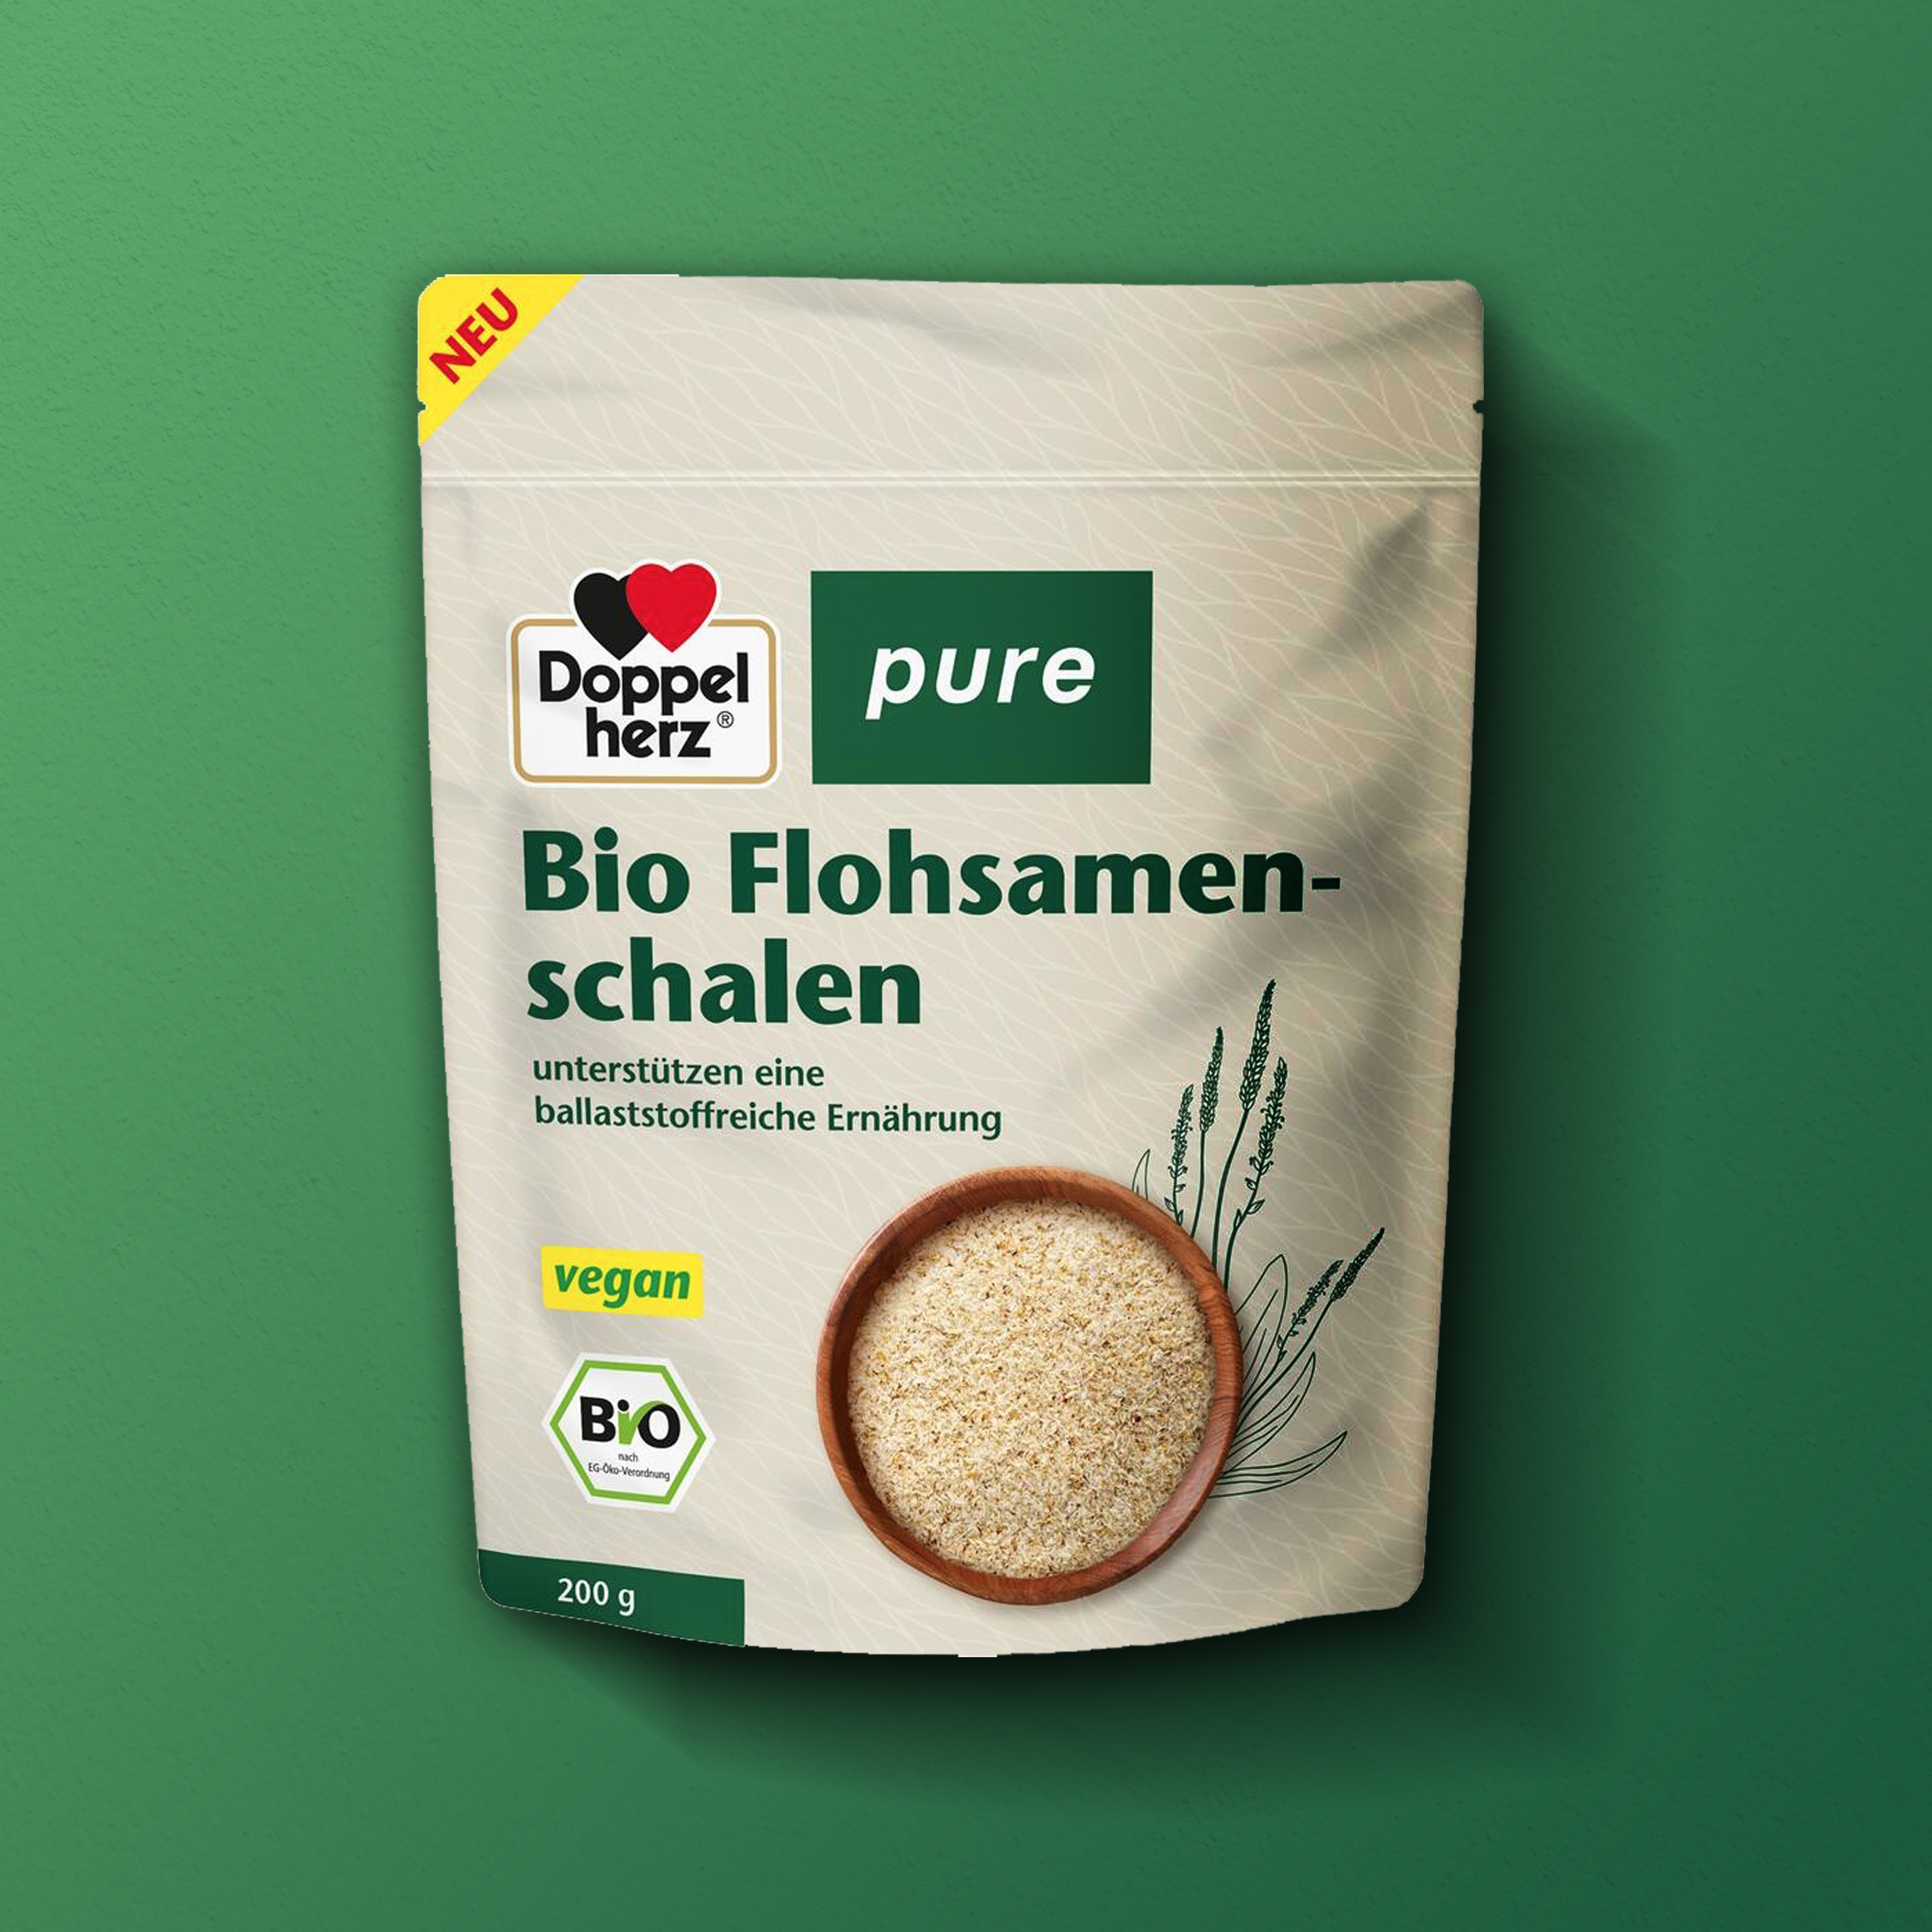 NEU
Doppel
herz®
pure
Bio Flohsamen-
schalen
unterstützen eine
ballaststoffreiche Ernährung
vegan
Bio
nach
EG-Öko-Verordnung
200 g